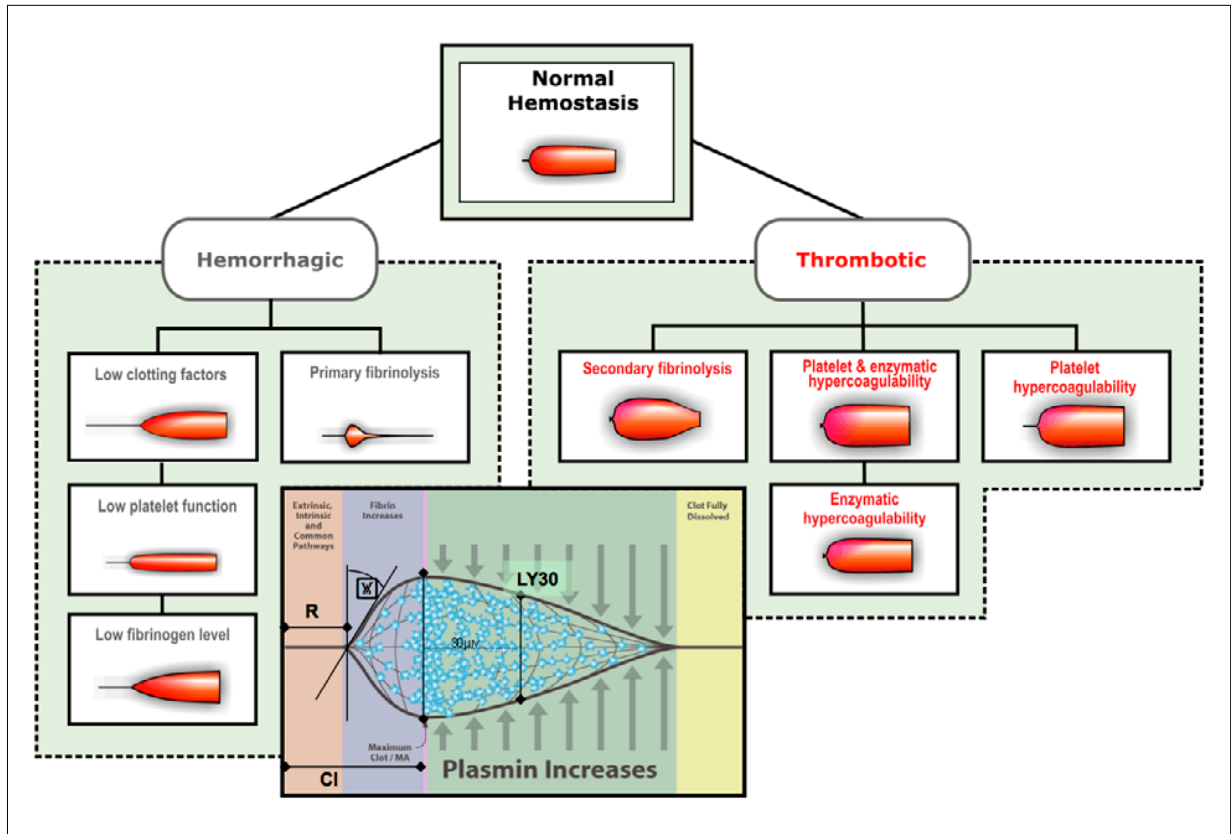 Normal
Hemostasis
Hemorrhagic
Thrombotic
Low clotting factors
Primary fibrinolysis
Low platelet function
Low fibrinogen level
Secondary fibrinolysis
Platelet & enzymatic
hypercoagulability
Platelet
hypercoagulability
Enzymatic
hypercoagulability
Extrinsic,
Intrinsic
and
Common
Pathways
Fibrin
Increases
Clot Fully
Dissolved
LY30
R
Maximum
Clot / MA
CI
Plasmin Increases